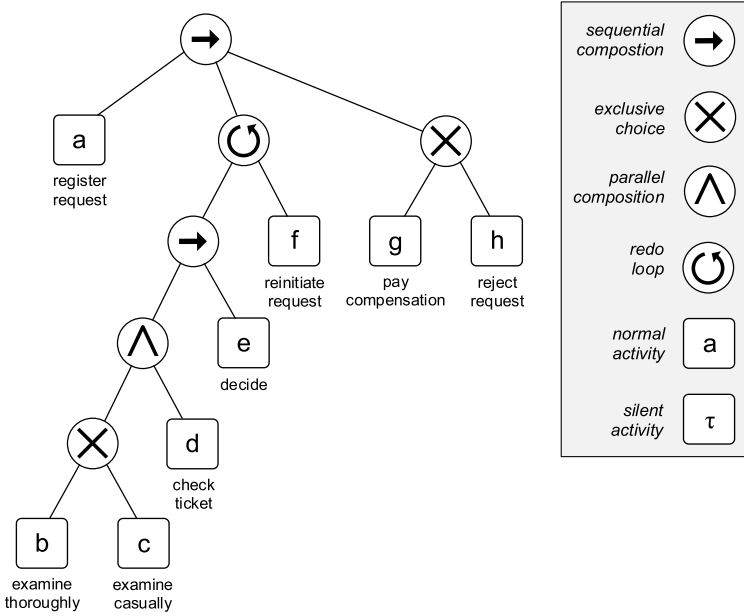 a
register
request
f
reinitiate
request
g
pay
compensation
h
reject
request
e
decide
d
check
ticket
b
examine
thoroughly
c
examine
casually
sequential
compostion
exclusive
choice
parallel
composition
redo
loop
normal
activity
a
silent
activity
τ